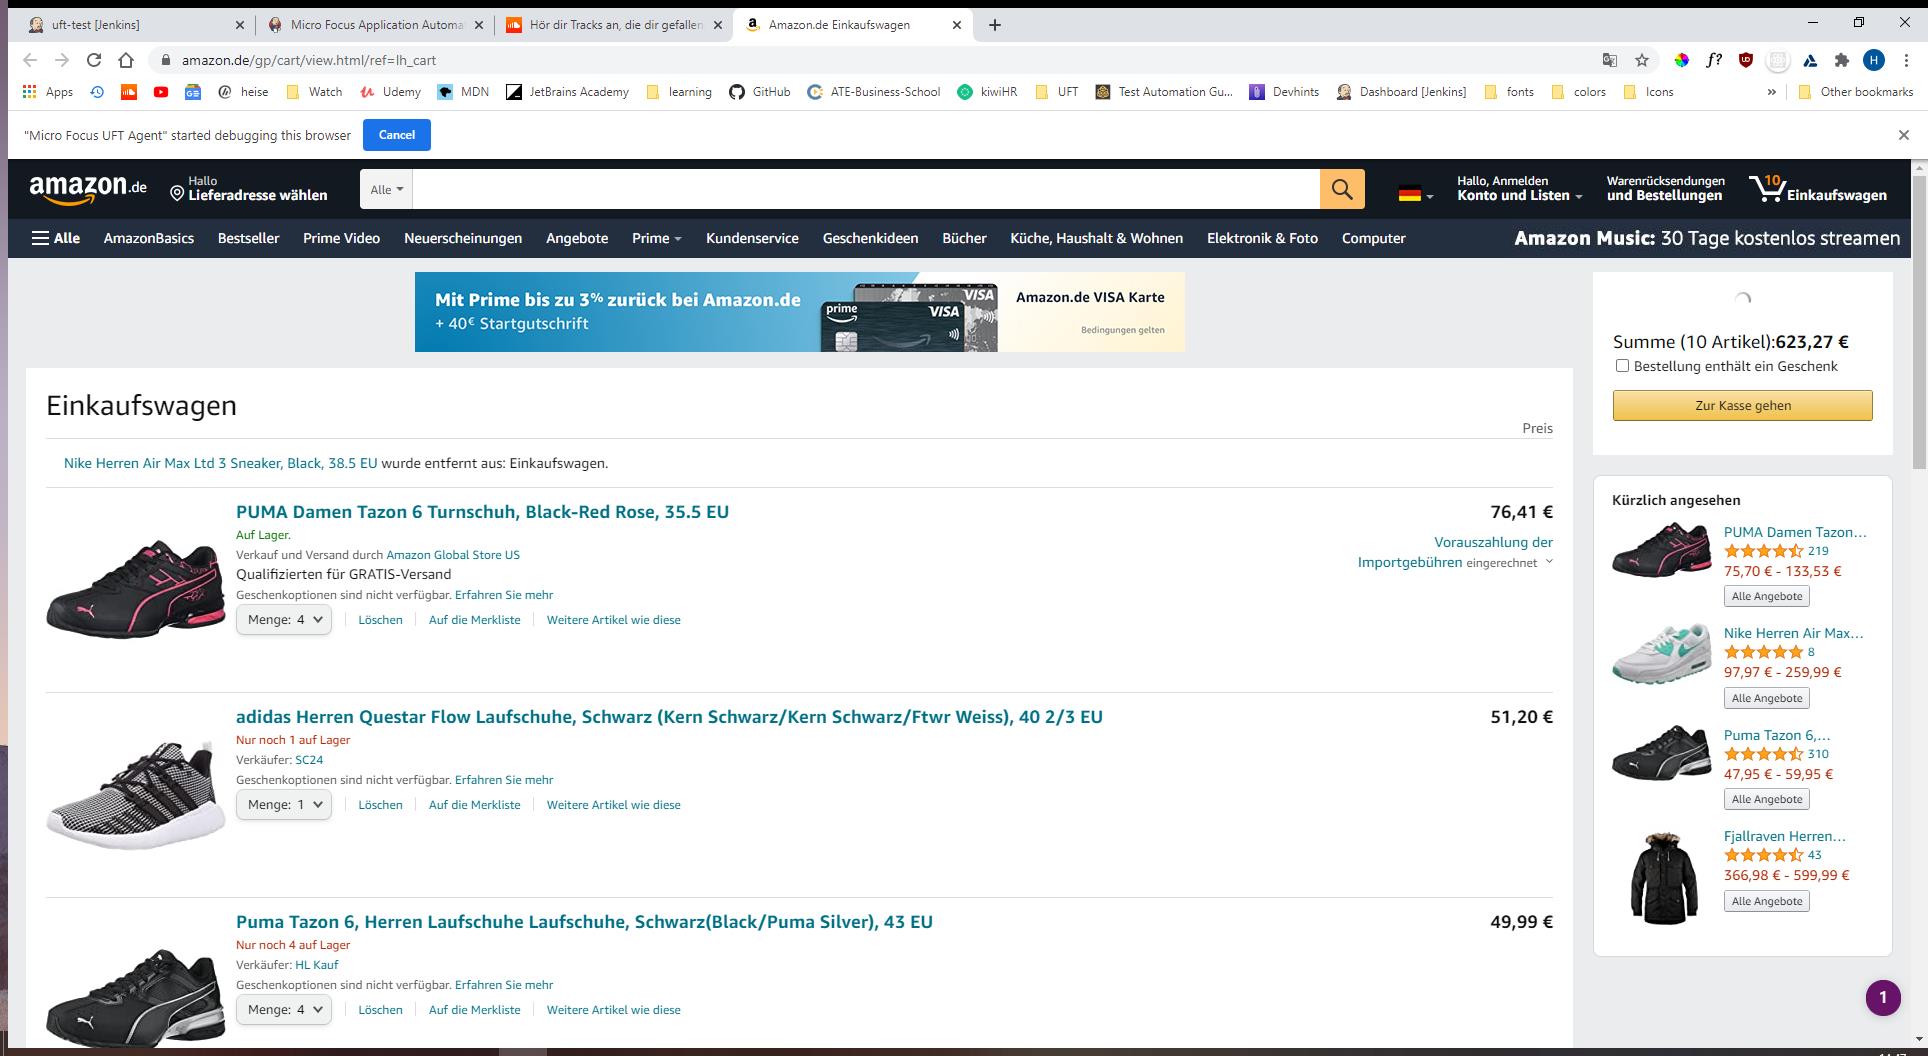 uft-test [Jenkins]
Micro Focus Application Automa
Hör dir Tracks an, die dir gefallen
Amazon.de Einkaufswagen
amazon.de/gp/cart/view.html/ref=lh_cart
f?
H
Apps
heise
Watch
Udemy
MDN
JetBrains Academy
learning
GitHub
ATE-Business-School
kiwiHR
UFT
Test Automation Gu...
Devhints
Dashboard [Jenkins]
fonts
colors
Icons
»
Other bookmarks
"Micro Focus UFT Agent" started debugging this browser
Cancel
amazon.de
Hallo
Lieferadresse wählen
Alle
Hallo, Anmelden
Konto und Listen
Warenrücksendungen
und Bestellungen
10
Einkaufswagen
Alle
AmazonBasics
Bestseller
Prime Video
Neuerscheinungen
Angebote
Prime
Kundenservice
Geschenkideen
Bücher
Küche, Haushalt & Wohnen
Elektronik & Foto
Computer
Amazon Music: 30 Tage kostenlos streamen
Mit Prime bis zu 3% zurück bei Amazon.de
+ 40€ Startgutschrift
prime
VISA
VISA
Amazon.de VISA Karte
Bedingungen gelten
Summe (10 Artikel):623,27 €
Bestellung enthält ein Geschenk
Zur Kasse gehen
Einkaufswagen
Preis
Nike Herren Air Max Ltd 3 Sneaker, Black, 38.5 EU wurde entfernt aus: Einkaufswagen.
PUMA Damen Tazon 6 Turnschuh, Black-Red Rose, 35.5 EU
76,41 €
Auf Lager.
Vorauszahlung der
Importgebühren eingerechnet
Verkauf und Versand durch Amazon Global Store US
Qualifizierten für GRATIS-Versand
Geschenkoptionen sind nicht verfügbar. Erfahren Sie mehr
Menge: 4
Löschen
Auf die Merkliste
Weitere Artikel wie diese
adidas Herren Questar Flow Laufschuhe, Schwarz (Kern Schwarz/Kern Schwarz/Ftwr Weiss), 40 2/3 EU
51,20 €
Nur noch 1 auf Lager
Verkäufer: SC24
Geschenkoptionen sind nicht verfügbar. Erfahren Sie mehr
Menge: 1
Löschen
Auf die Merkliste
Weitere Artikel wie diese
Puma Tazon 6, Herren Laufschuhe Laufschuhe, Schwarz(Black/Puma Silver), 43 EU
49,99 €
Nur noch 4 auf Lager
Verkäufer: HL Kauf
Geschenkoptionen sind nicht verfügbar. Erfahren Sie mehr
Menge: 4
Löschen
Auf die Merkliste
Weitere Artikel wie diese
Kürzlich angesehen
PUMA Damen Tazon...
219
75,70 € - 133,53 €
Alle Angebote
Nike Herren Air Max...
8
97,97 € - 259,99 €
Alle Angebote
Puma Tazon 6,...
310
47,95 € - 59,95 €
Alle Angebote
Fjallraven Herren...
43
366,98 € - 599,99 €
Alle Angebote
1